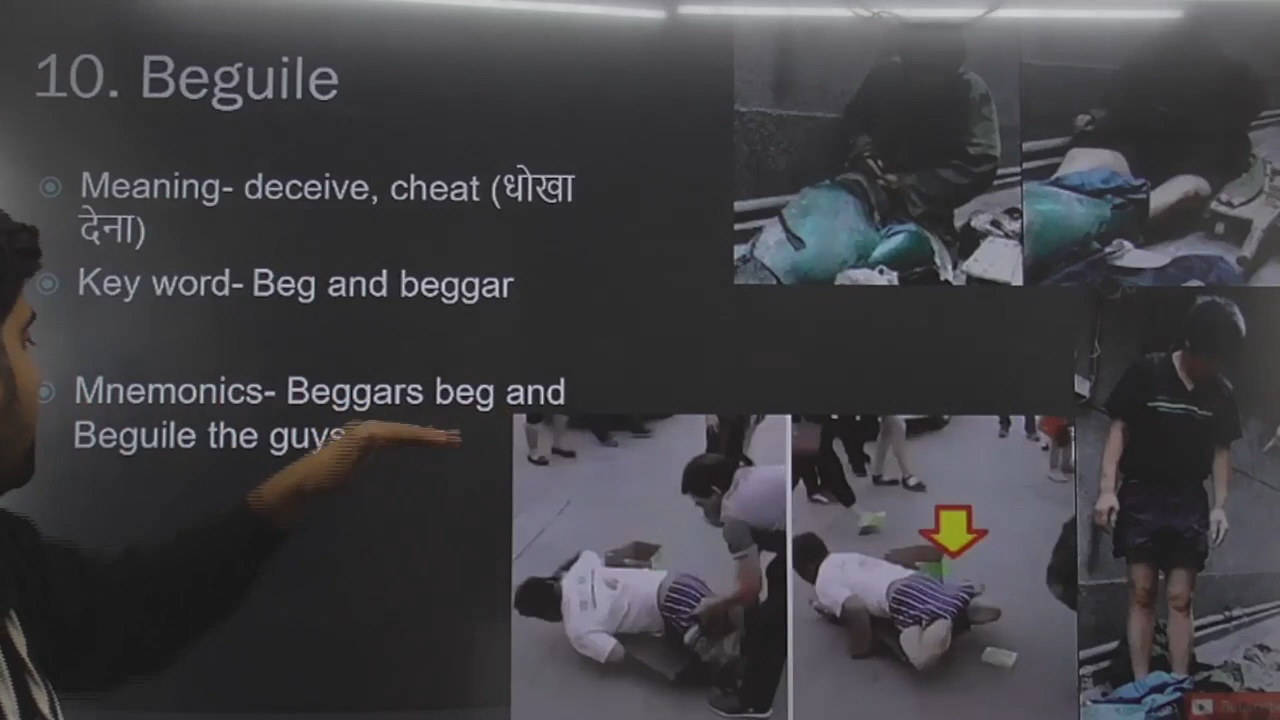 10. Beguile
Meaning- deceive, cheat (धोखा
देना)
Key word- Beg and beggar
Mnemonics- Beggars beg and
Beguile the guys